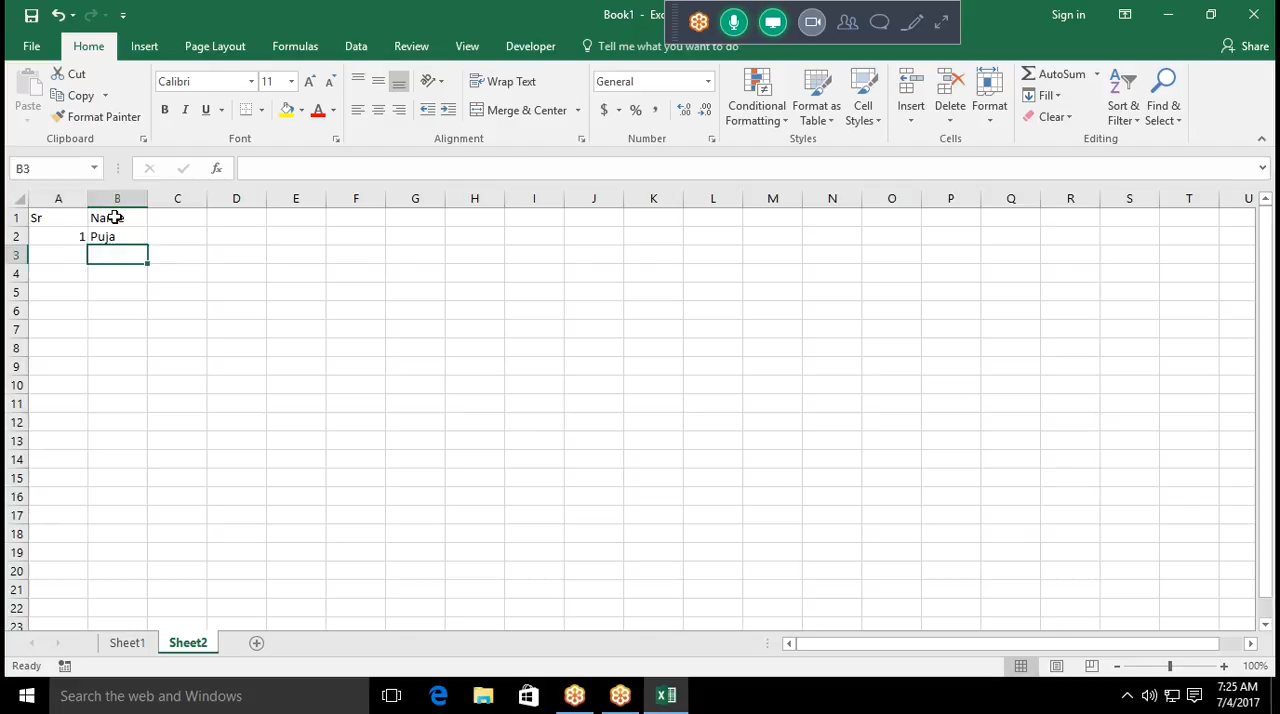 Book1 - Exc
Sign in
File Home Insert Page Layout Formulas Data Review View Developer Tell me what you want to do Share
Cut
Copy
Format Painter
Paste
Clipboard
Calibri 11
B I U
Font
Wrap Text
Merge & Center
Alignment
General
$ % ,
Number
Conditional Formatting
Format as Table
Cell Styles
Styles
Insert
Delete
Format
Cells
AutoSum
Fill
Clear
Sort & Filter
Find & Select
Editing
B3
fx
A B C D E F G H I J K L M N O P Q R S T U
1 Sr Name
2 1 Puja
3
4
5
6
7
8
9
10
11
12
13
14
15
16
17
18
19
20
21
22
23
Sheet1 Sheet2
Ready
100%
Search the web and Windows
7:25 AM
7/4/2017